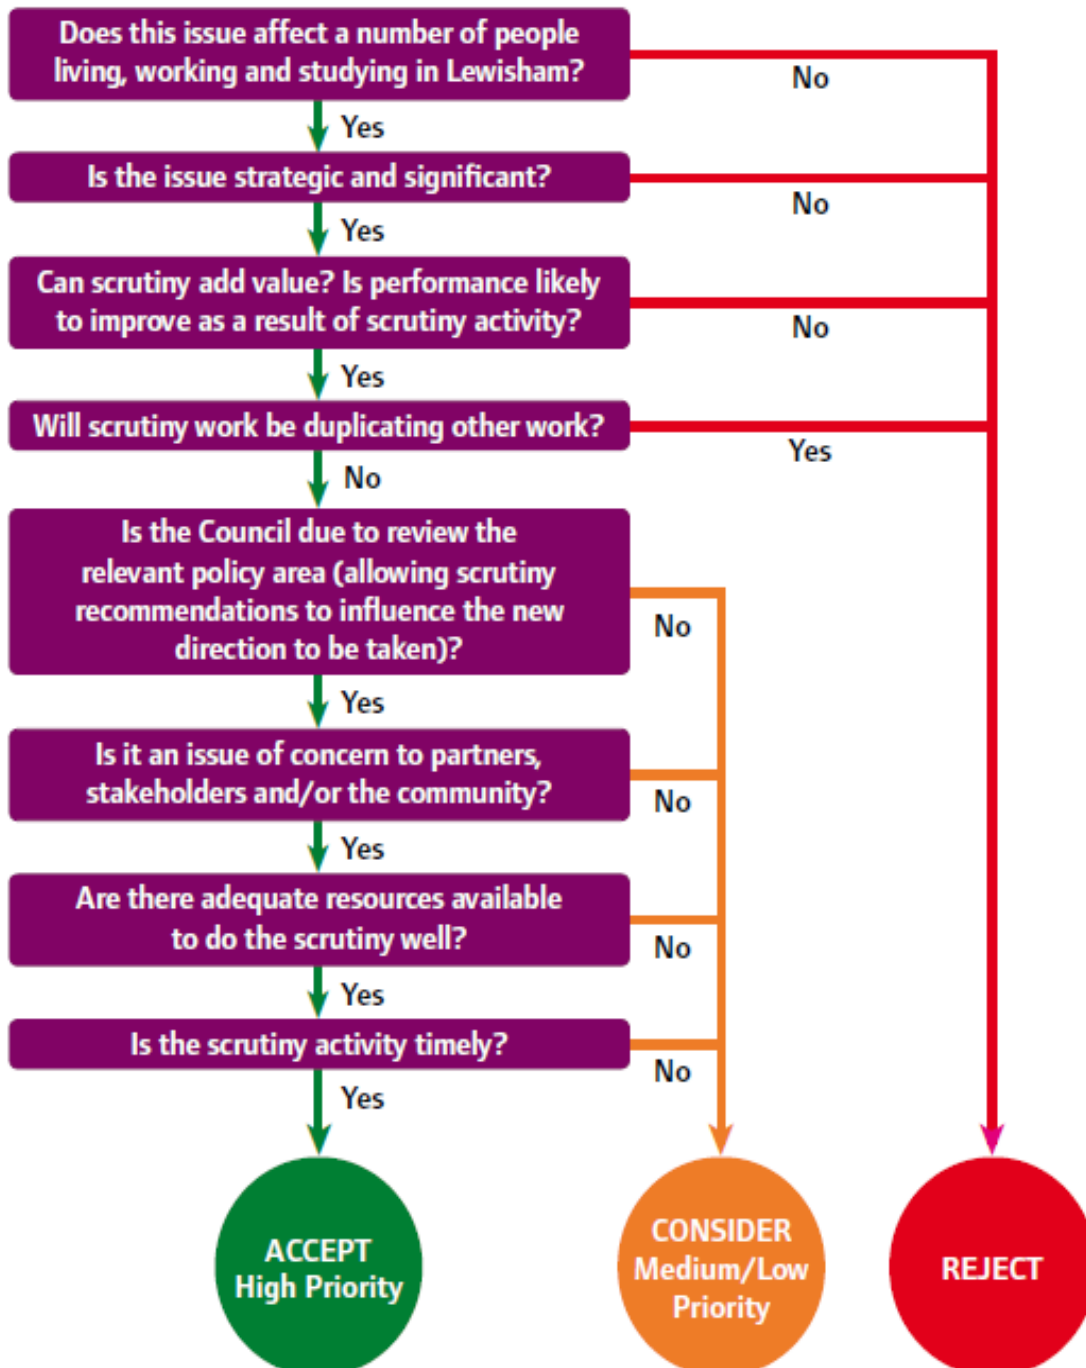 Does this issue affect a number of people
living, working and studying in Lewisham?
No
Yes
Is the issue strategic and significant?
No
Yes
Can scrutiny add value? Is performance likely
to improve as a result of scrutiny activity?
No
Yes
Will scrutiny work be duplicating other work?
Yes
No
Is the Council due to review the
relevant policy area (allowing scrutiny
recommendations to influence the new
direction to be taken)?
No
Yes
Is it an issue of concern to partners,
stakeholders and/or the community?
No
Yes
Are there adequate resources available
to do the scrutiny well?
No
Yes
Is the scrutiny activity timely?
No
Yes
ACCEPT
High Priority
CONSIDER
Medium/Low
Priority
REJECT